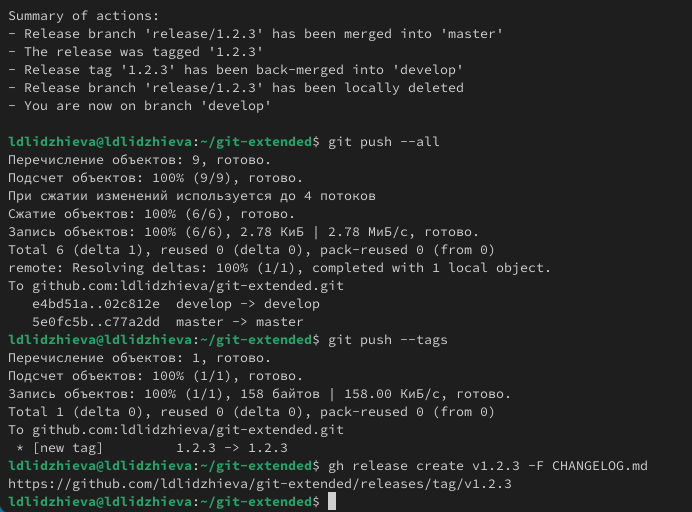 Summary of actions:
- Release branch 'release/1.2.3' has been merged into 'master'
- The release was tagged '1.2.3'
- Release tag '1.2.3' has been back-merged into 'develop'
- Release branch 'release/1.2.3' has been locally deleted
- You are now on branch 'develop'

ldlidzhieva@ldlidzhieva:~/git-extended$ git push --all
Перечисление объектов: 9, готово.
Подсчет объектов: 100% (9/9), готово.
При сжатии изменений используется до 4 потоков
Сжатие объектов: 100% (6/6), готово.
Запись объектов: 100% (6/6), 2.78 КиБ | 2.78 МиБ/с, готово.
Total 6 (delta 1), reused 0 (delta 0), pack-reused 0 (from 0)
remote: Resolving deltas: 100% (1/1), completed with 1 local object.
To github.com:ldlidzhieva/git-extended.git
   e4bd51a..02c812e  develop -> develop
   5e0fc5b..c77a2dd  master -> master
ldlidzhieva@ldlidzhieva:~/git-extended$ git push --tags
Перечисление объектов: 1, готово.
Подсчет объектов: 100% (1/1), готово.
Запись объектов: 100% (1/1), 158 байтов | 158.00 КиБ/с, готово.
Total 1 (delta 0), reused 0 (delta 0), pack-reused 0 (from 0)
To github.com:ldlidzhieva/git-extended.git
 * [new tag]         1.2.3 -> 1.2.3
ldlidzhieva@ldlidzhieva:~/git-extended$ gh release create v1.2.3 -F CHANGELOG.md
https://github.com/ldlidzhieva/git-extended/releases/tag/v1.2.3
ldlidzhieva@ldlidzhieva:~/git-extended$